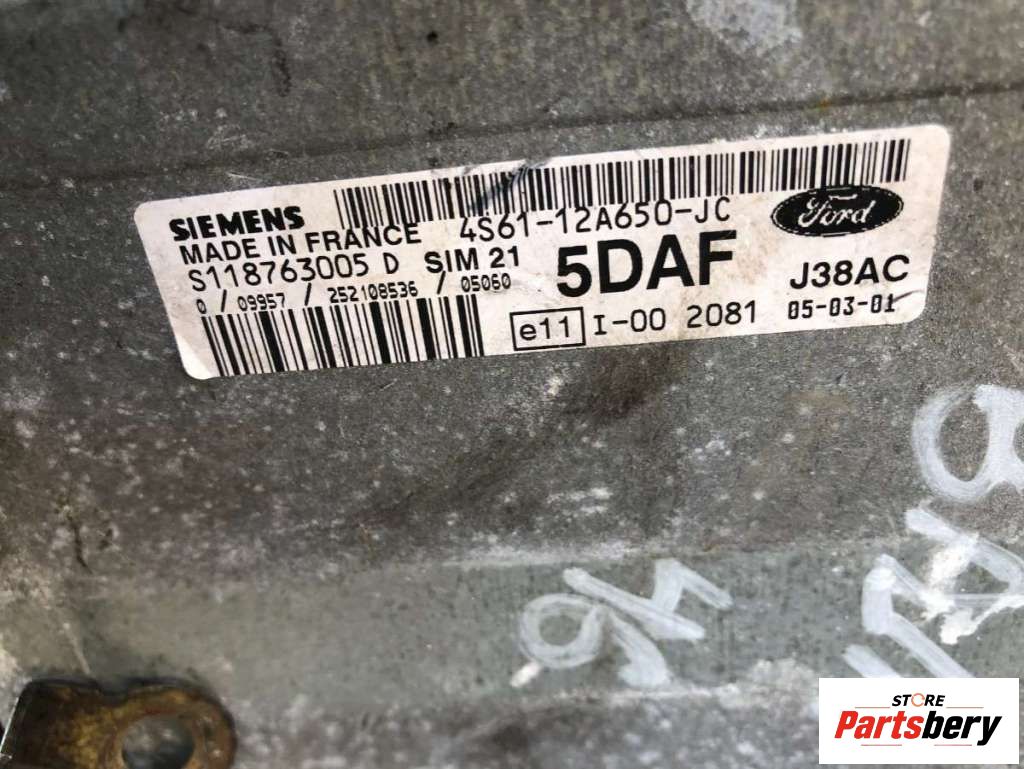 SIEMENS
MADE IN FRANCE 4S61-12A650-JC Ford
S118763005 D SIM 21 5DAF J38AC
0 / 09957 / 252108536 / 05060
e11 I-00 2081 05-03-01
STORE
Partsbery